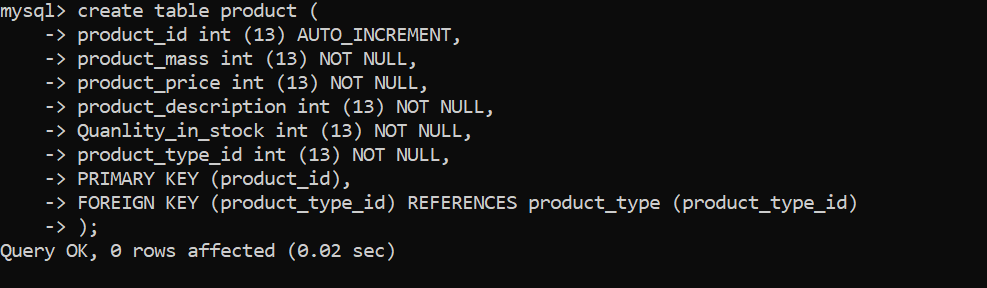 mysql> create table product (
    -> product_id int (13) AUTO_INCREMENT,
    -> product_mass int (13) NOT NULL,
    -> product_price int (13) NOT NULL,
    -> product_description int (13) NOT NULL,
    -> Quanlity_in_stock int (13) NOT NULL,
    -> product_type_id int (13) NOT NULL,
    -> PRIMARY KEY (product_id),
    -> FOREIGN KEY (product_type_id) REFERENCES product_type (product_type_id)
    -> );
Query OK, 0 rows affected (0.02 sec)